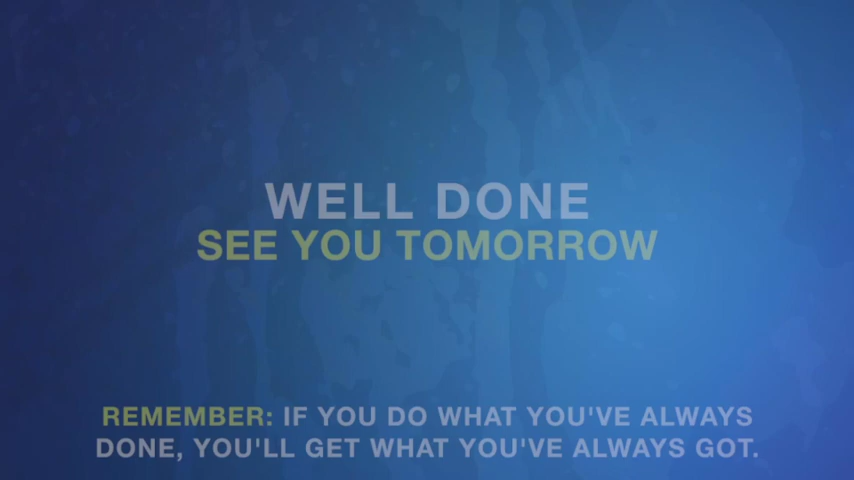 WELL DONE
SEE YOU TOMORROW
REMEMBER: IF YOU DO WHAT YOU'VE ALWAYS
DONE, YOU'LL GET WHAT YOU'VE ALWAYS GOT.